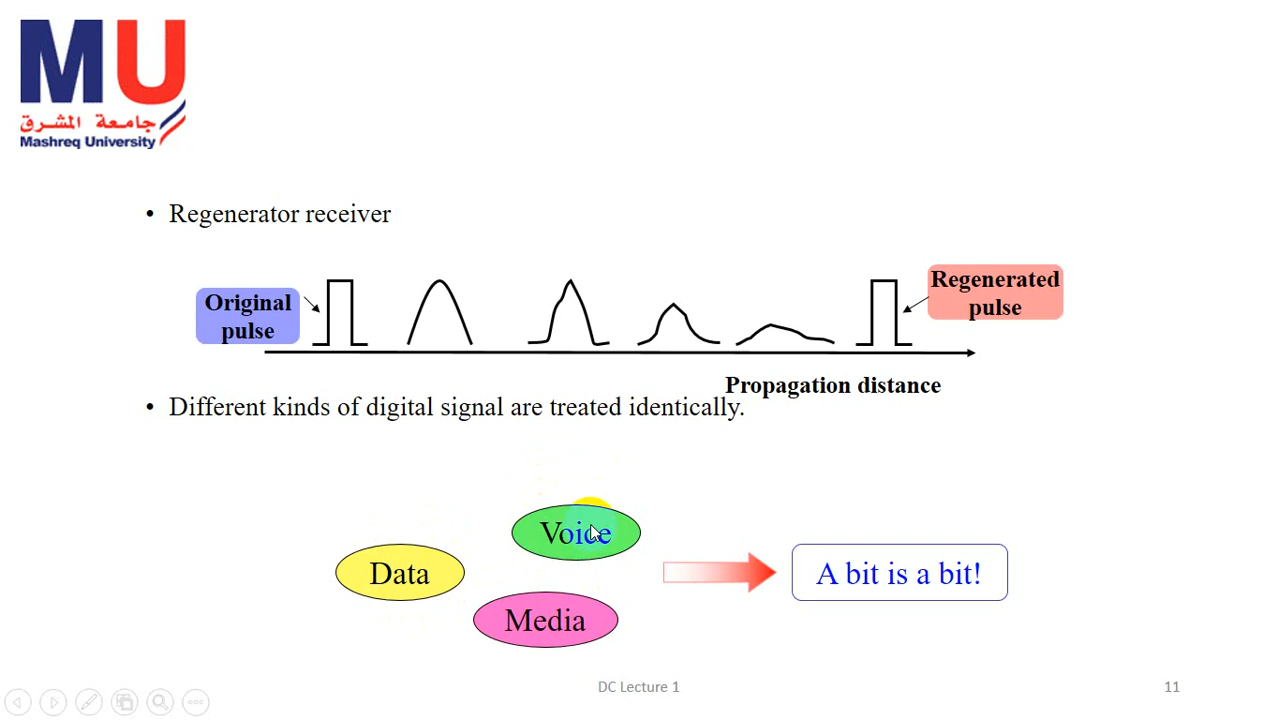 MU
جامعة المشرق
Mashreq University
• Regenerator receiver
Original
pulse
Regenerated
pulse
Propagation distance
• Different kinds of digital signal are treated identically.
Voice
Data
A bit is a bit!
Media
DC Lecture 1
11